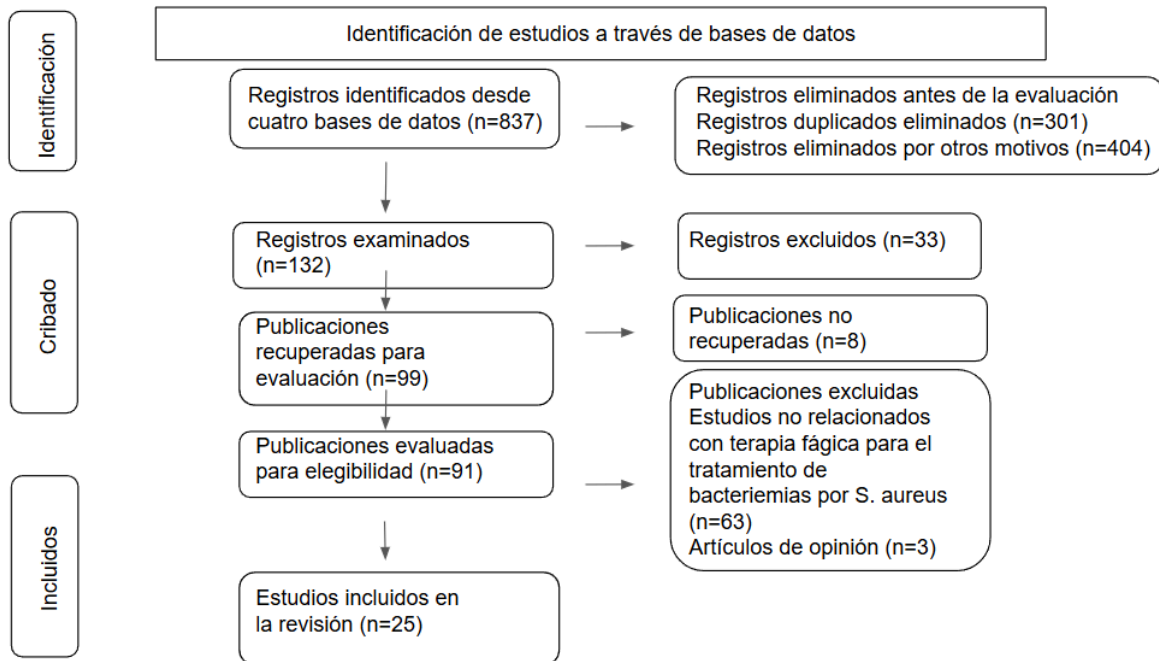 Identificación de estudios a través de bases de datos
Identificación
Registros identificados desde
cuatro bases de datos (n=837)
Registros eliminados antes de la evaluación
Registros duplicados eliminados (n=301)
Registros eliminados por otros motivos (n=404)
Cribado
Registros examinados
(n=132)
Registros excluidos (n=33)
Publicaciones
recuperadas para
evaluación (n=99)
Publicaciones no
recuperadas (n=8)
Publicaciones evaluadas
para elegibilidad (n=91)
Publicaciones excluidas
Estudios no relacionados
con terapia fágica para el
tratamiento de
bacteriemias por S. aureus
(n=63)
Artículos de opinión (n=3)
Incluidos
Estudios incluidos en
la revisión (n=25)